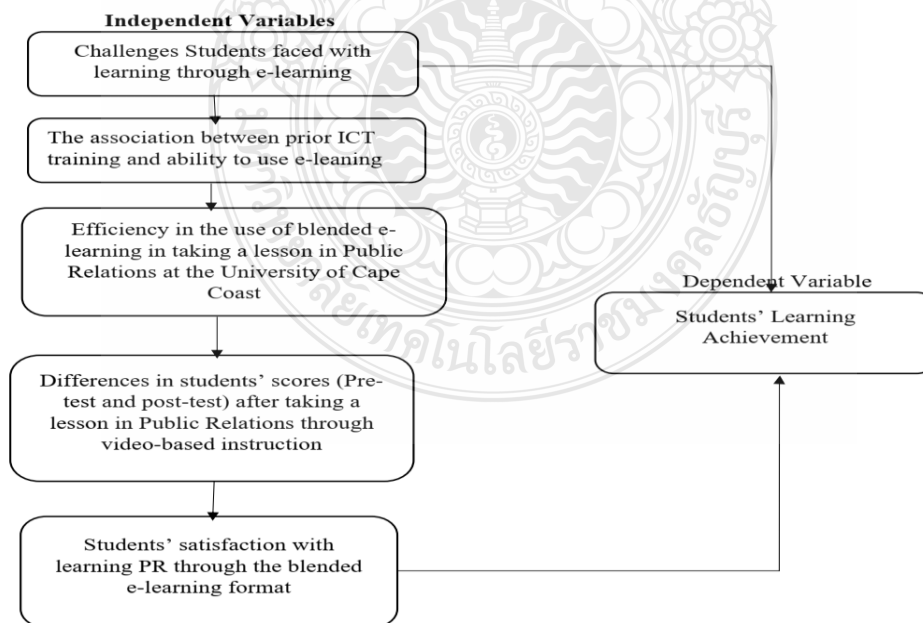 Independent Variables
Challenges Students faced with
learning through e-learning
The association between prior ICT
training and ability to use e-leaning
Efficiency in the use of blended e-
learning in taking a lesson in Public
Relations at the University of Cape
Coast
Differences in students’ scores (Pre-
test and post-test) after taking a
lesson in Public Relations through
video-based instruction
Students’ satisfaction with
learning PR through the blended
e-learning format
Dependent Variable
Students’ Learning
Achievement